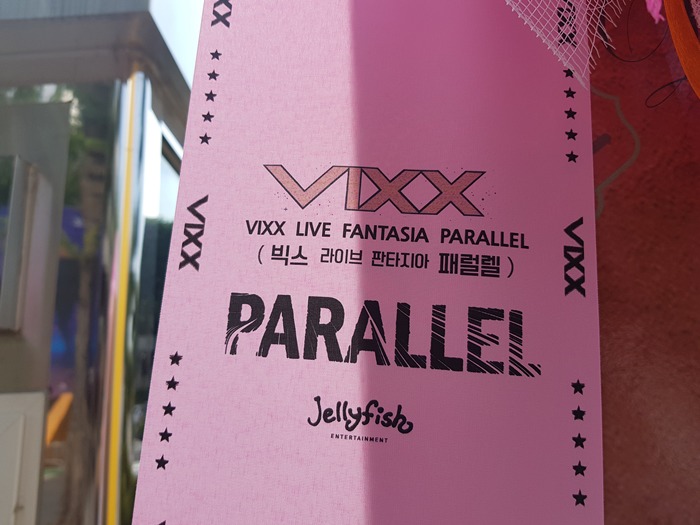 VIXX
VIXX LIVE FANTASIA PARALLEL
( 빅스 라이브 판타지아 패럴렐 )
PARALLEL
Jellyfish
ENTERTAINMENT
VIXX
VIXX
VIXX
VIXX